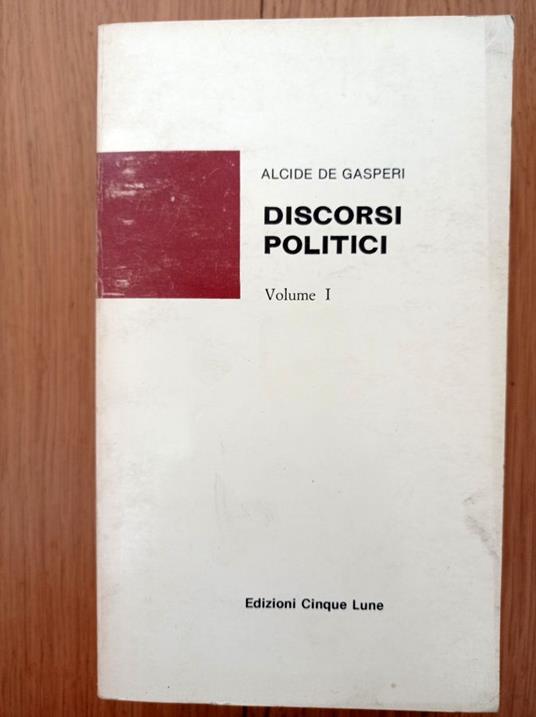 ALCIDE DE GASPERI
DISCORSI
POLITICI
Volume I
Edizioni Cinque Lune